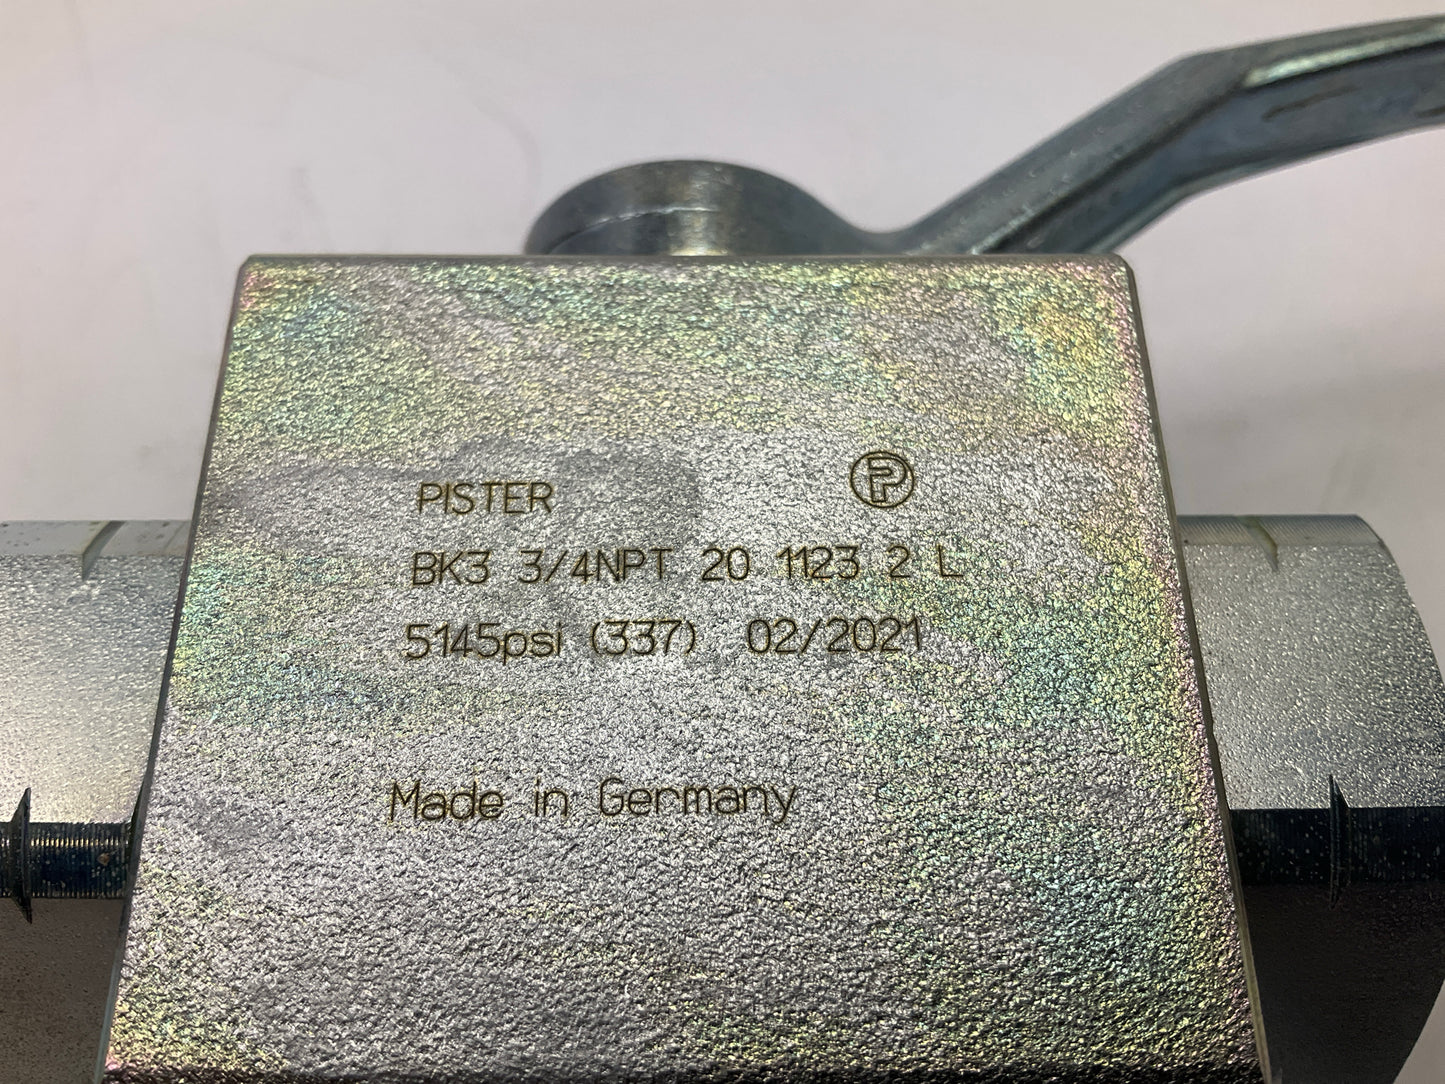 PISTER
BK3 3/4NPT 20 1123 2 L
5145psi (337) 02/2021
Made in Germany